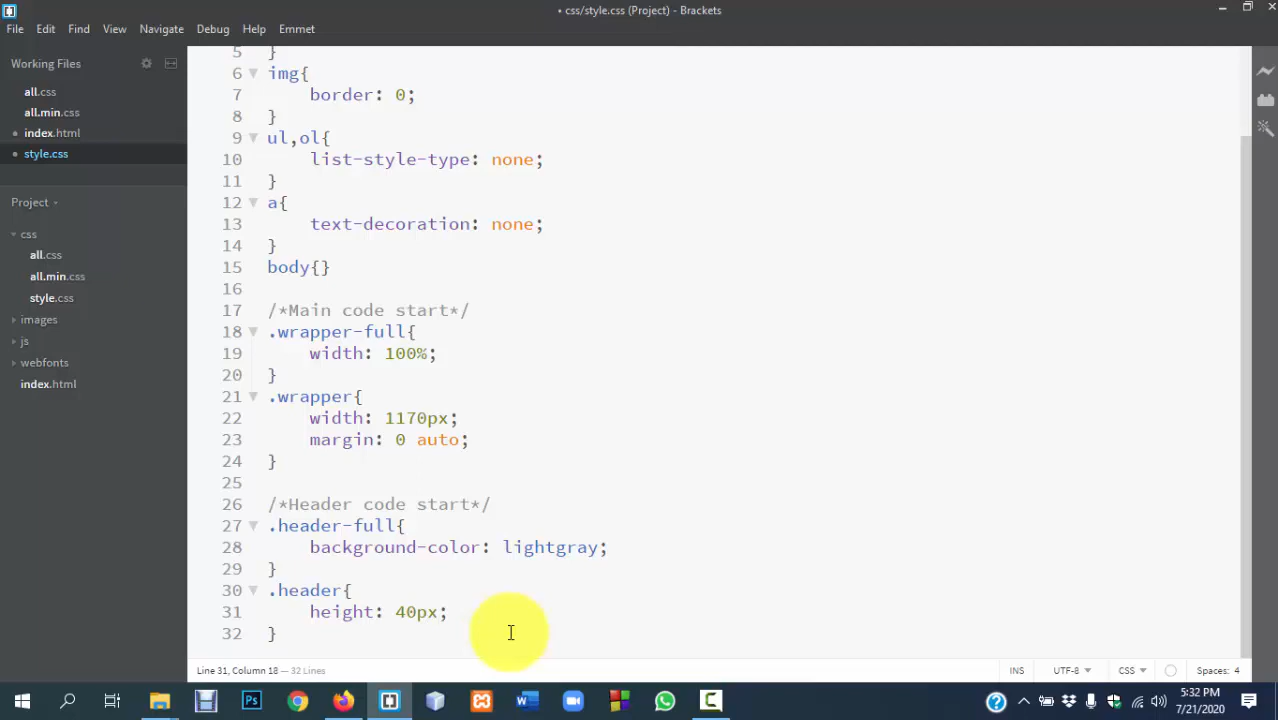 • css/style.css (Project) - Brackets
File Edit Find View Navigate Debug Help Emmet
Working Files
all.css
all.min.css
• index.html
• style.css
Project
css
all.css
all.min.css
style.css
images
js
webfonts
index.html
5 }
6 img{
7 border: 0;
8 }
9 ul,ol{
10 list-style-type: none;
11 }
12 a{
13 text-decoration: none;
14 }
15 body{}
16
17 /*Main code start*/
18 .wrapper-full{
19 width: 100%;
20 }
21 .wrapper{
22 width: 1170px;
23 margin: 0 auto;
24 }
25
26 /*Header code start*/
27 .header-full{
28 background-color: lightgray;
29 }
30 .header{
31 height: 40px;
32 }
Line 31, Column 18 — 32 Lines INS UTF-8 CSS Spaces: 4
5:32 PM
7/21/2020